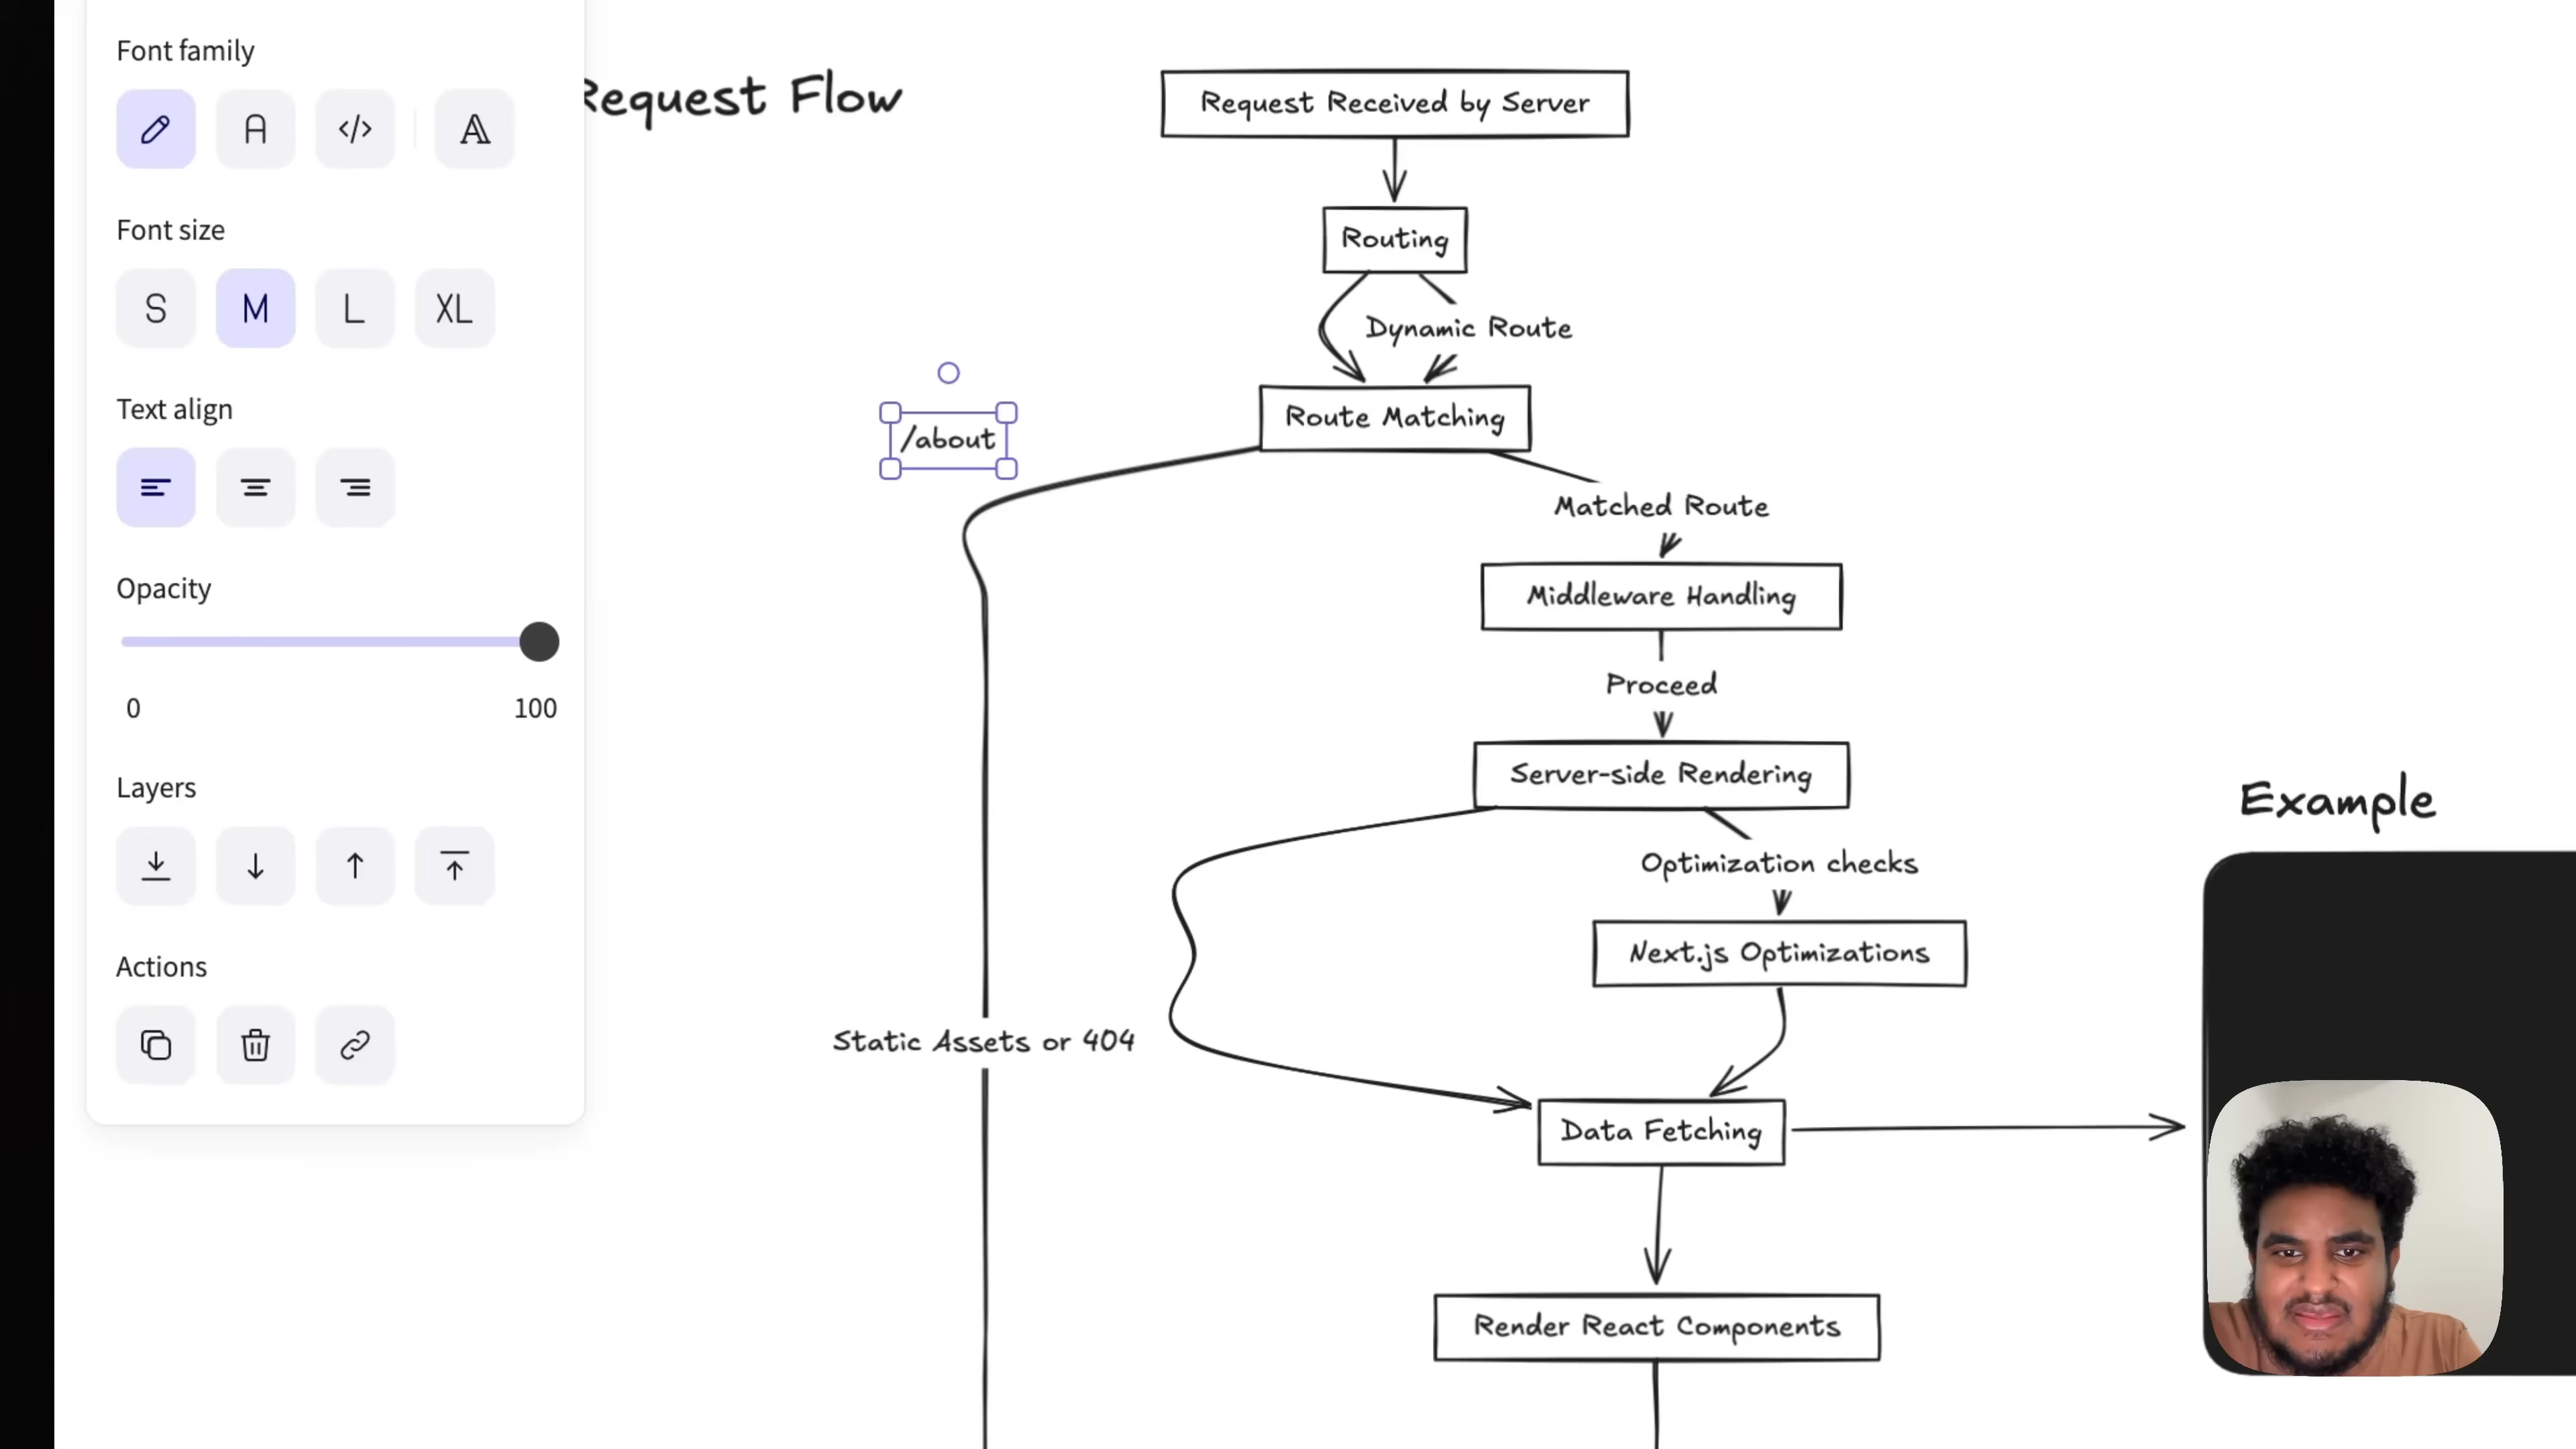 Font family
A
</>
A
Font size
S
M
L
XL
Text align
Opacity
0
100
Layers
Actions
Request Flow
Request Received by Server
Routing
Dynamic Route
/about
Route Matching
Matched Route
Middleware Handling
Proceed
Server-side Rendering
Optimization checks
Next.js Optimizations
Static Assets or 404
Data Fetching
Render React Components
Example